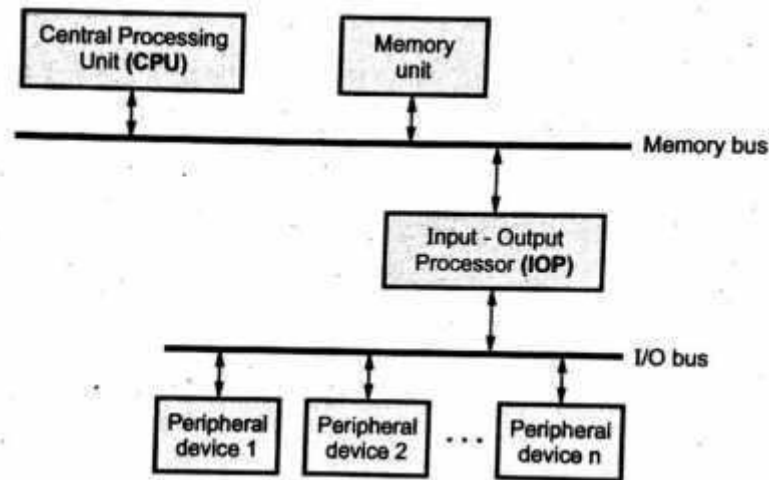 Central Processing
Unit (CPU)
Memory
unit
Memory bus
Input - Output
Processor (IOP)
I/O bus
Peripheral
device 1
Peripheral
device 2
...
Peripheral
device n